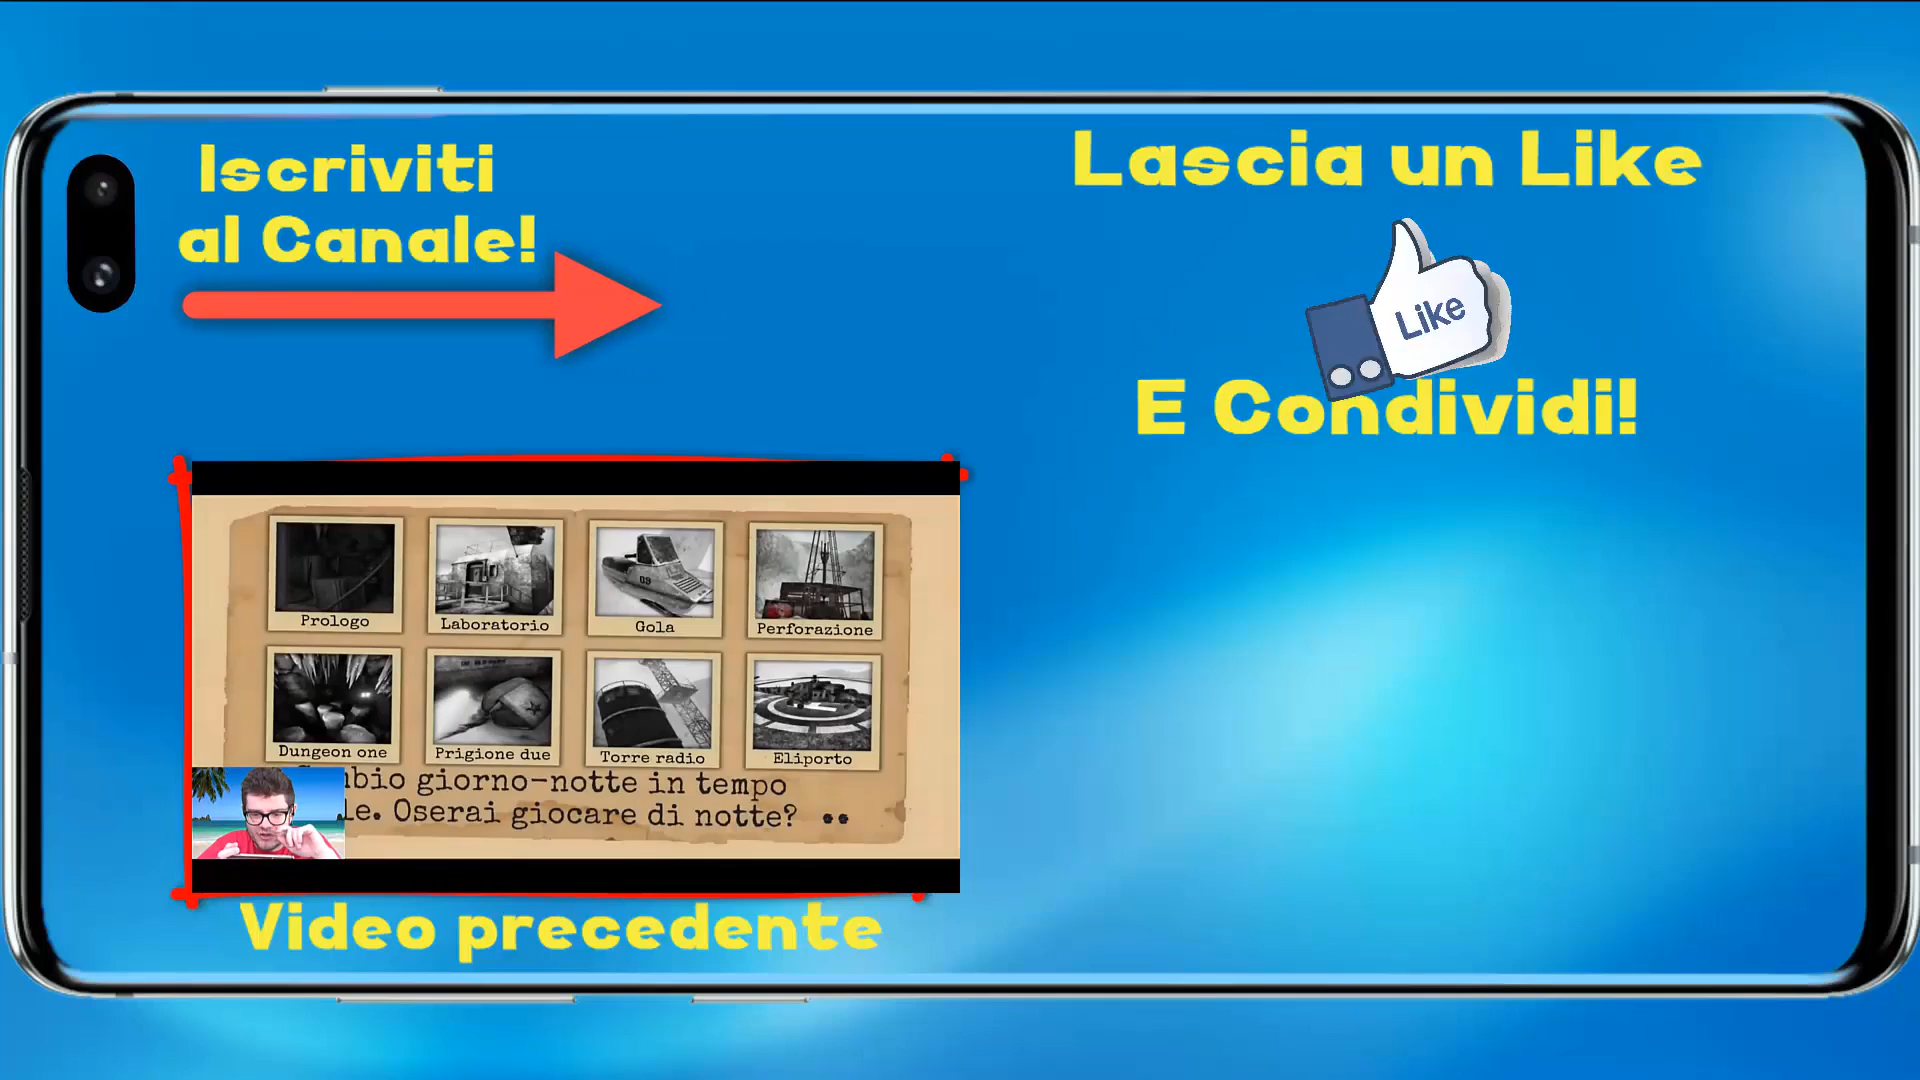 Iscriviti
al Canale!
Lascia un Like
Like
E Condividi!
Prologo
Laboratorio
Gola
Perforazione
Dungeon one
Prigione due
Torre radio
Eliporto
giorno-notte in tempo
Oserai giocare di notte?
Video precedente